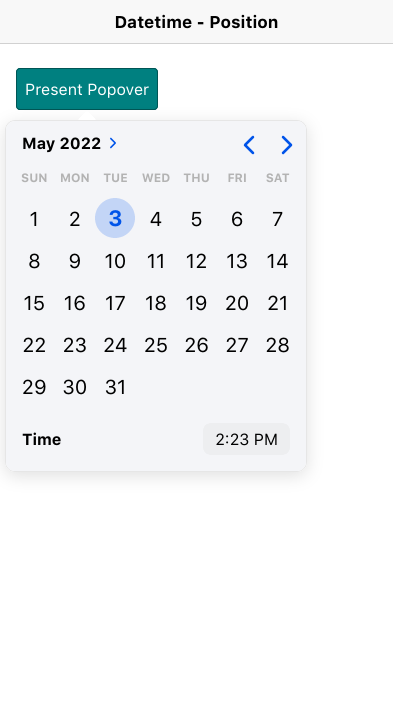 Datetime - Position
Present Popover
May 2022
SUN MON TUE WED THU FRI SAT
1 2 3 4 5 6 7
8 9 10 11 12 13 14
15 16 17 18 19 20 21
22 23 24 25 26 27 28
29 30 31
Time 2:23 PM